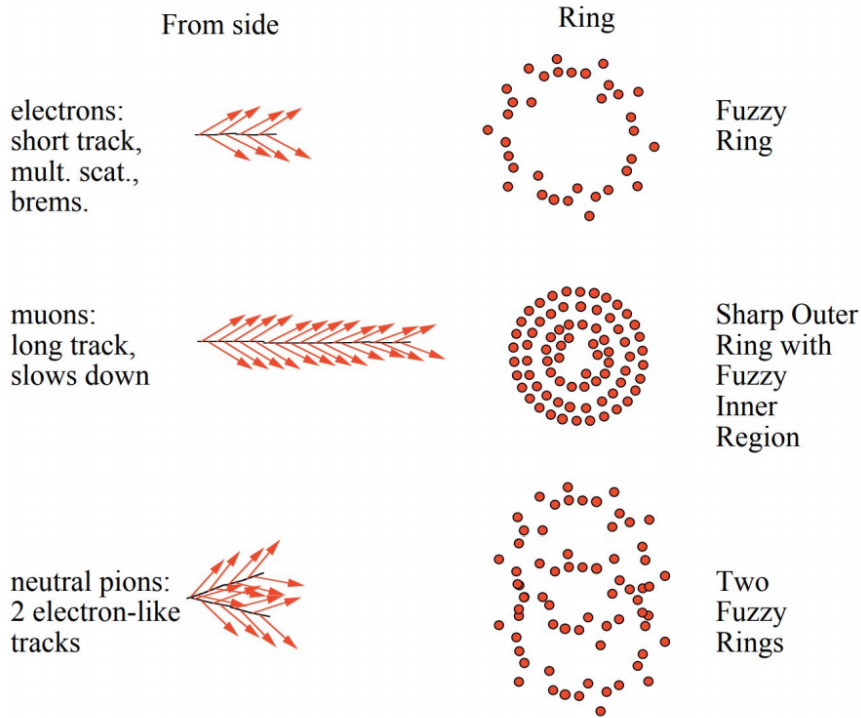 From side
Ring
electrons:
short track,
mult. scat.,
brems.
Fuzzy
Ring
muons:
long track,
slows down
Sharp Outer
Ring with
Fuzzy
Inner
Region
neutral pions:
2 electron-like
tracks
Two
Fuzzy
Rings